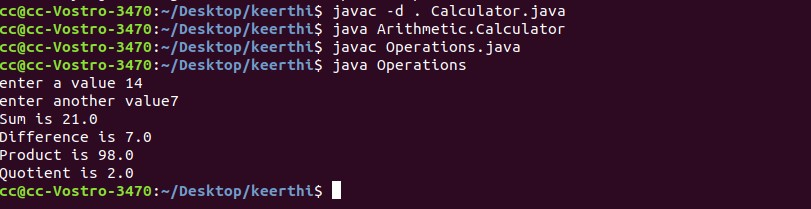 cc@cc-Vostro-3470:~/Desktop/keerthi$ javac -d . Calculator.java
cc@cc-Vostro-3470:~/Desktop/keerthi$ java Arithmetic.Calculator
cc@cc-Vostro-3470:~/Desktop/keerthi$ javac Operations.java
cc@cc-Vostro-3470:~/Desktop/keerthi$ java Operations
enter a value 14
enter another value7
Sum is 21.0
Difference is 7.0
Product is 98.0
Quotient is 2.0
cc@cc-Vostro-3470:~/Desktop/keerthi$